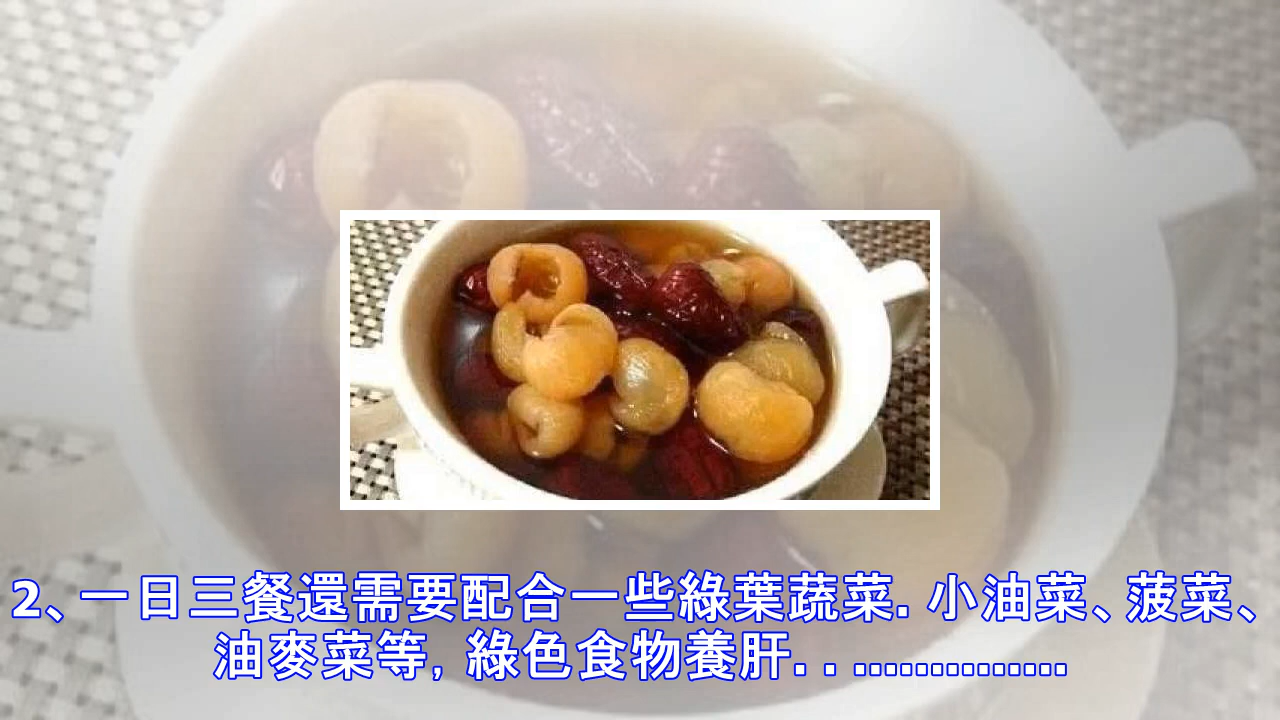 2、一日三餐還需要配合一些綠葉蔬菜.小油菜、菠菜、
油麥菜等, 綠色食物養肝. . ..............